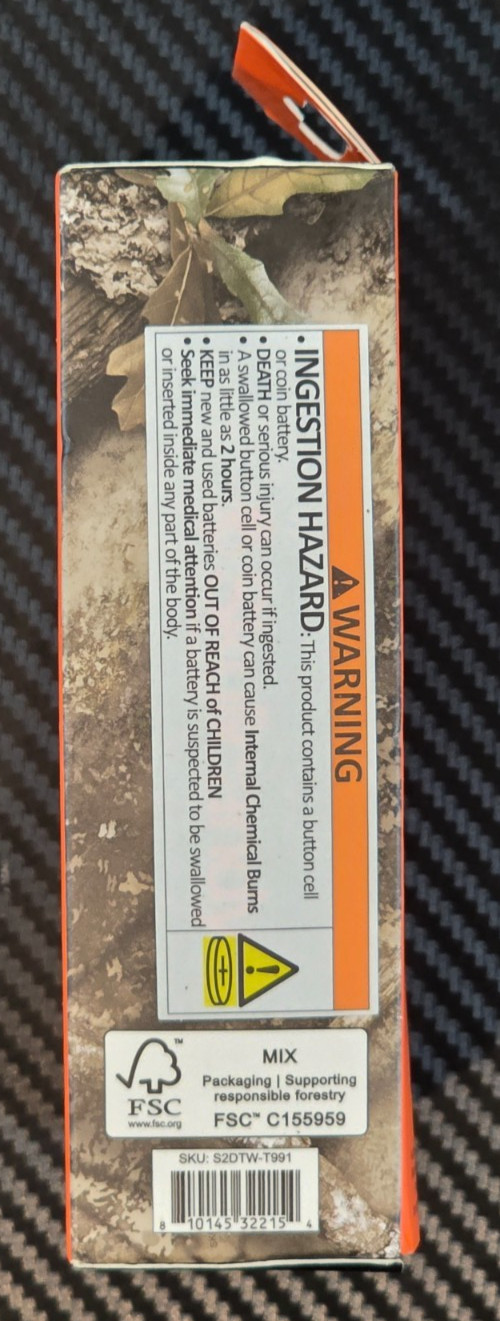 ⚠ WARNING
• INGESTION HAZARD: This product contains a button cell
or coin battery.
• DEATH or serious injury can occur if ingested.
• A swallowed button cell or coin battery can cause Internal Chemical Burns
in as little as 2 hours.
• KEEP new and used batteries OUT OF REACH of CHILDREN
• Seek immediate medical attention if a battery is suspected to be swallowed
or inserted inside any part of the body.
™
FSC
www.fsc.org
MIX
Packaging | Supporting
responsible forestry
FSC™ C155959
SKU: S2DTW-T991
8 10145 32215 4